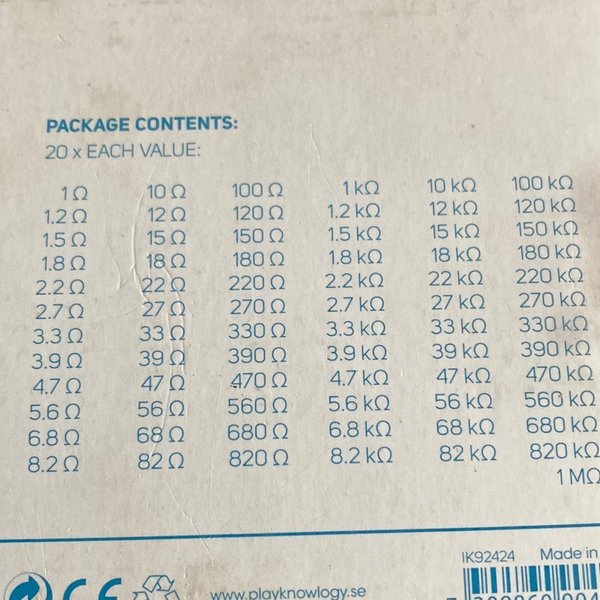 PACKAGE CONTENTS:
20 x EACH VALUE:
1 Ω 10 Ω 100 Ω 1 kΩ 10 kΩ 100 kΩ
1.2 Ω 12 Ω 120 Ω 1.2 kΩ 12 kΩ 120 kΩ
1.5 Ω 15 Ω 150 Ω 1.5 kΩ 15 kΩ 150 kΩ
1.8 Ω 18 Ω 180 Ω 1.8 kΩ 18 kΩ 180 kΩ
2.2 Ω 22 Ω 220 Ω 2.2 kΩ 22 kΩ 220 kΩ
2.7 Ω 27 Ω 270 Ω 2.7 kΩ 27 kΩ 270 kΩ
3.3 Ω 33 Ω 330 Ω 3.3 kΩ 33 kΩ 330 kΩ
3.9 Ω 39 Ω 390 Ω 3.9 kΩ 39 kΩ 390 kΩ
4.7 Ω 47 Ω 470 Ω 4.7 kΩ 47 kΩ 470 kΩ
5.6 Ω 56 Ω 560 Ω 5.6 kΩ 56 kΩ 560 kΩ
6.8 Ω 68 Ω 680 Ω 6.8 kΩ 68 kΩ 680 kΩ
8.2 Ω 82 Ω 820 Ω 8.2 kΩ 82 kΩ 820 kΩ
1 MΩ
IK92424 Made in
CE www.playknowlogy.se